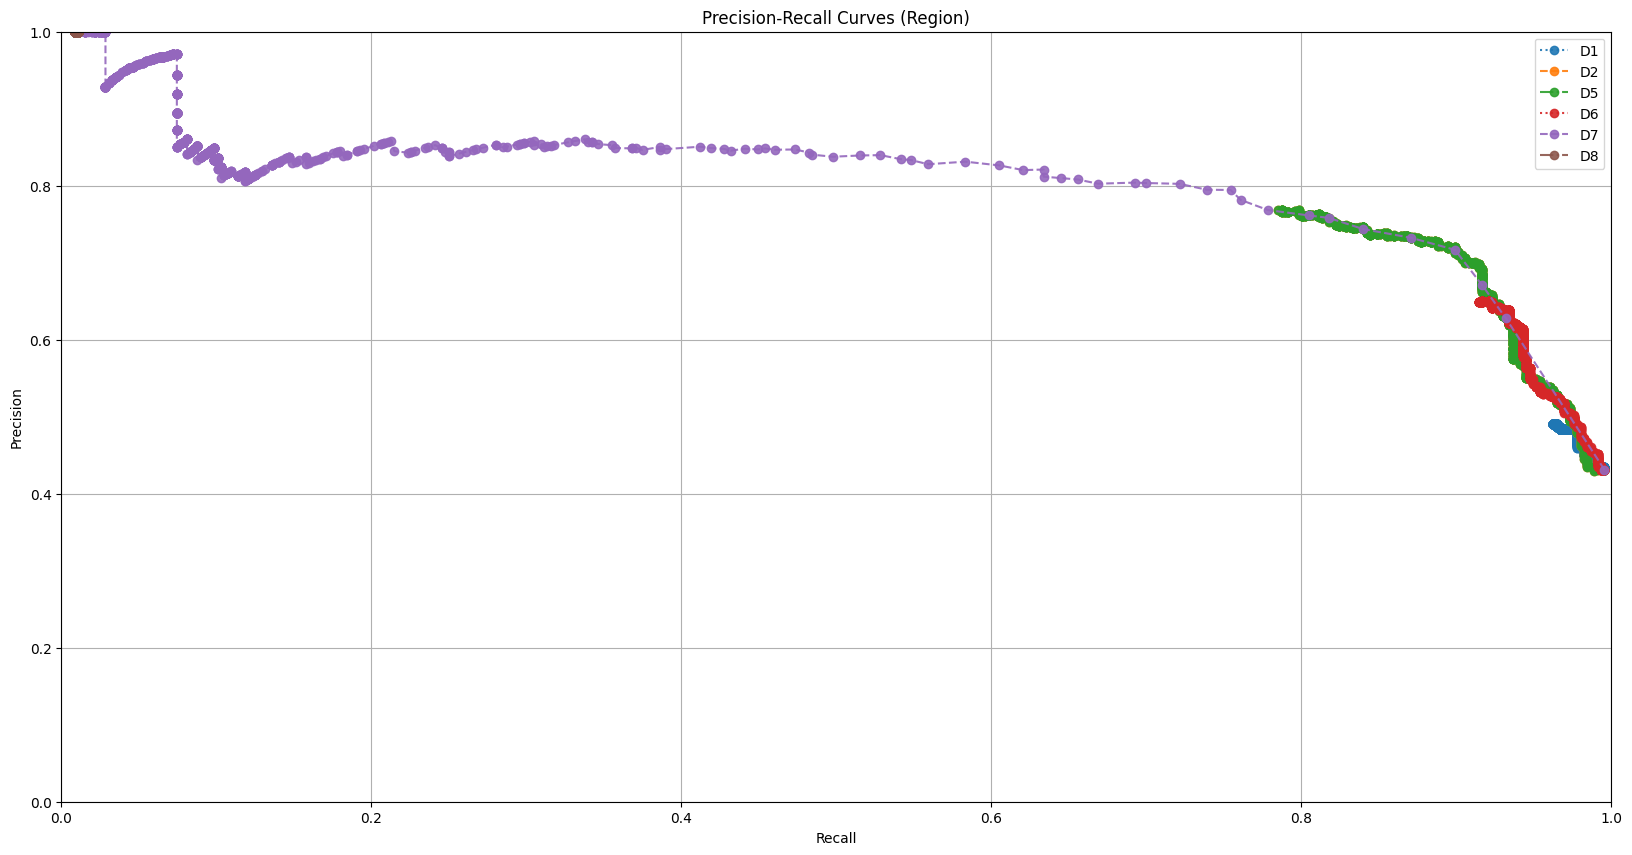 Precision-Recall Curves (Region)
1.0
0.8
0.6
0.4
0.2
0.0
Precision
D1
D2
D5
D6
D7
D8
0.0 0.2 0.4 0.6 0.8 1.0
Recall